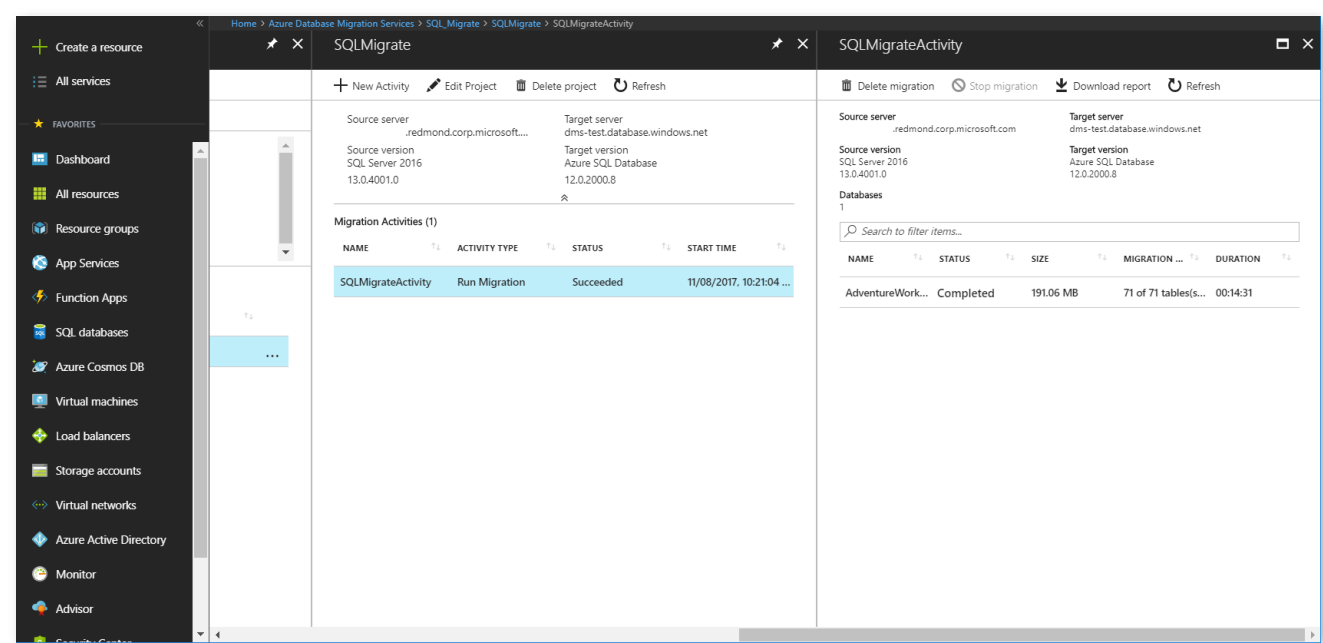 Home > Azure Database Migration Services > SQL_Migrate > SQLMigrate > SQLMigrateActivity
Create a resource
All services
FAVORITES
Dashboard
All resources
Resource groups
App Services
Function Apps
SQL databases
Azure Cosmos DB
Virtual machines
Load balancers
Storage accounts
Virtual networks
Azure Active Directory
Monitor
Advisor
Security Center
...
SQLMigrate
New Activity Edit Project Delete project Refresh
Source server Target server
.redmond.corp.microsoft.... dms-test.database.windows.net
Source version Target version
SQL Server 2016 Azure SQL Database
13.0.4001.0 12.0.2000.8
Migration Activities (1)
NAME ACTIVITY TYPE STATUS START TIME
SQLMigrateActivity Run Migration Succeeded 11/08/2017, 10:21:04 ...
SQLMigrateActivity
Delete migration Stop migration Download report Refresh
Source server Target server
.redmond.corp.microsoft.com dms-test.database.windows.net
Source version Target version
SQL Server 2016 Azure SQL Database
13.0.4001.0 12.0.2000.8
Databases
1
Search to filter items...
NAME STATUS SIZE MIGRATION ... DURATION
AdventureWork... Completed 191.06 MB 71 of 71 tables(s... 00:14:31